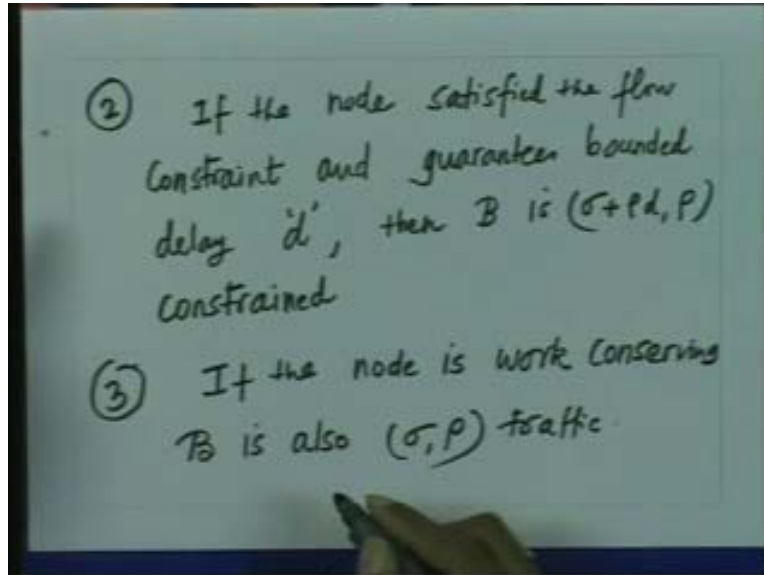 ② If the node satisfied the flow
constraint and guarantees bounded
delay 'd', then B is (σ+ρd, ρ)
constrained
③ If the node is work conserving
B is also (σ, ρ) traffic.